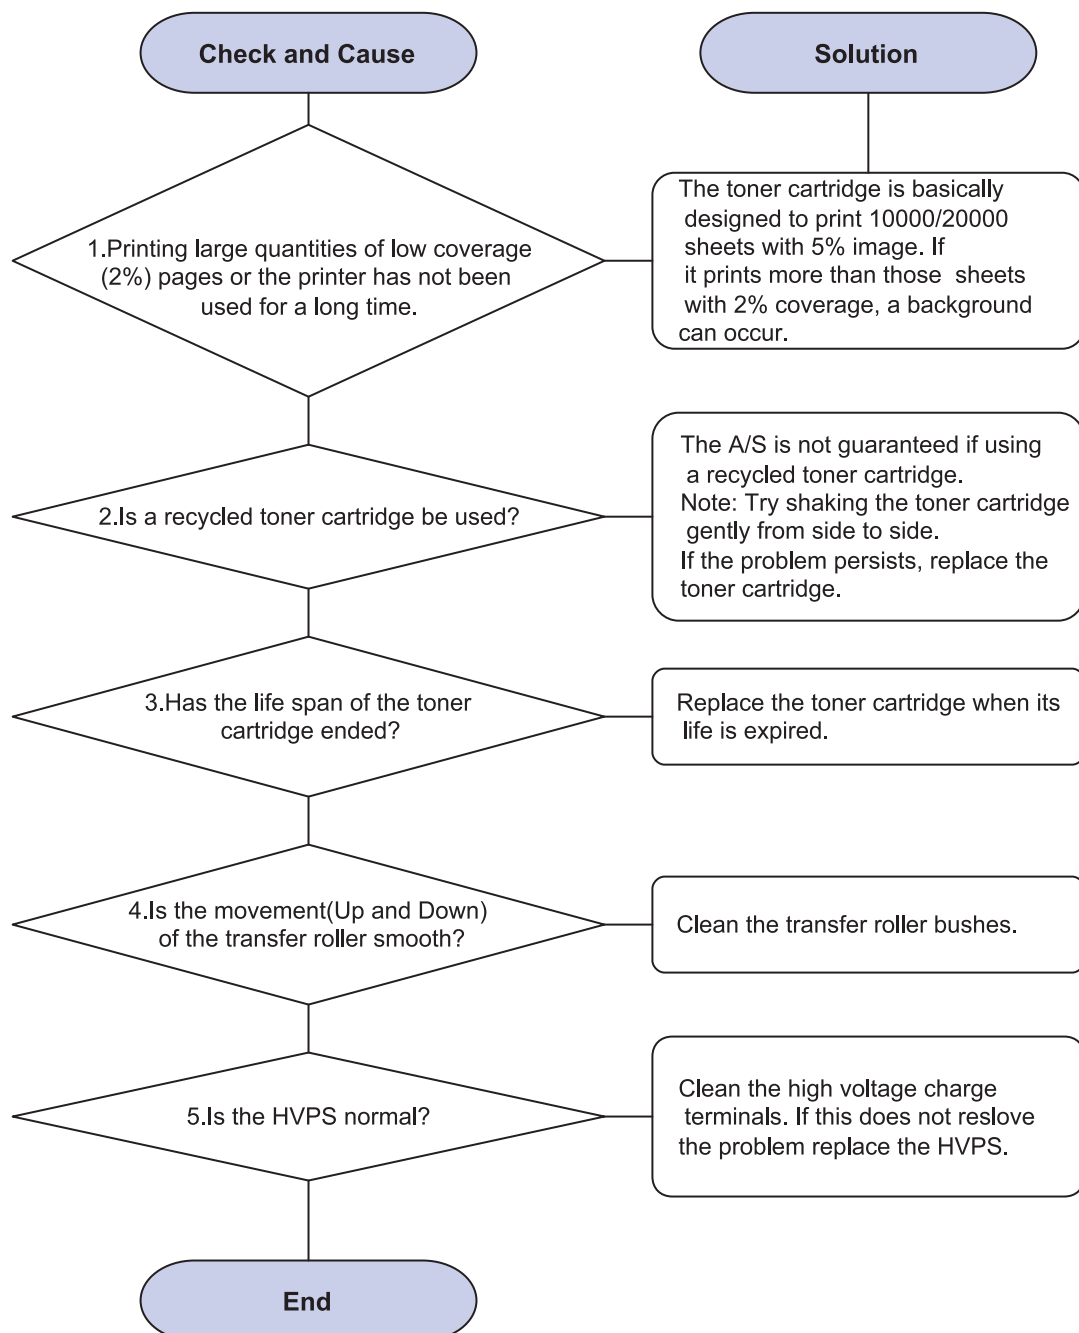 Check and Cause
Solution
1.Printing large quantities of low coverage
(2%) pages or the printer has not been
used for a long time.
The toner cartridge is basically
designed to print 10000/20000
sheets with 5% image. If
it prints more than those sheets
with 2% coverage, a background
can occur.
2.Is a recycled toner cartridge be used?
The A/S is not guaranteed if using
a recycled toner cartridge.
Note: Try shaking the toner cartridge
gently from side to side.
If the problem persists, replace the
toner cartridge.
3.Has the life span of the toner
cartridge ended?
Replace the toner cartridge when its
life is expired.
4.Is the movement(Up and Down)
of the transfer roller smooth?
Clean the transfer roller bushes.
5.Is the HVPS normal?
Clean the high voltage charge
terminals. If this does not reslove
the problem replace the HVPS.
End